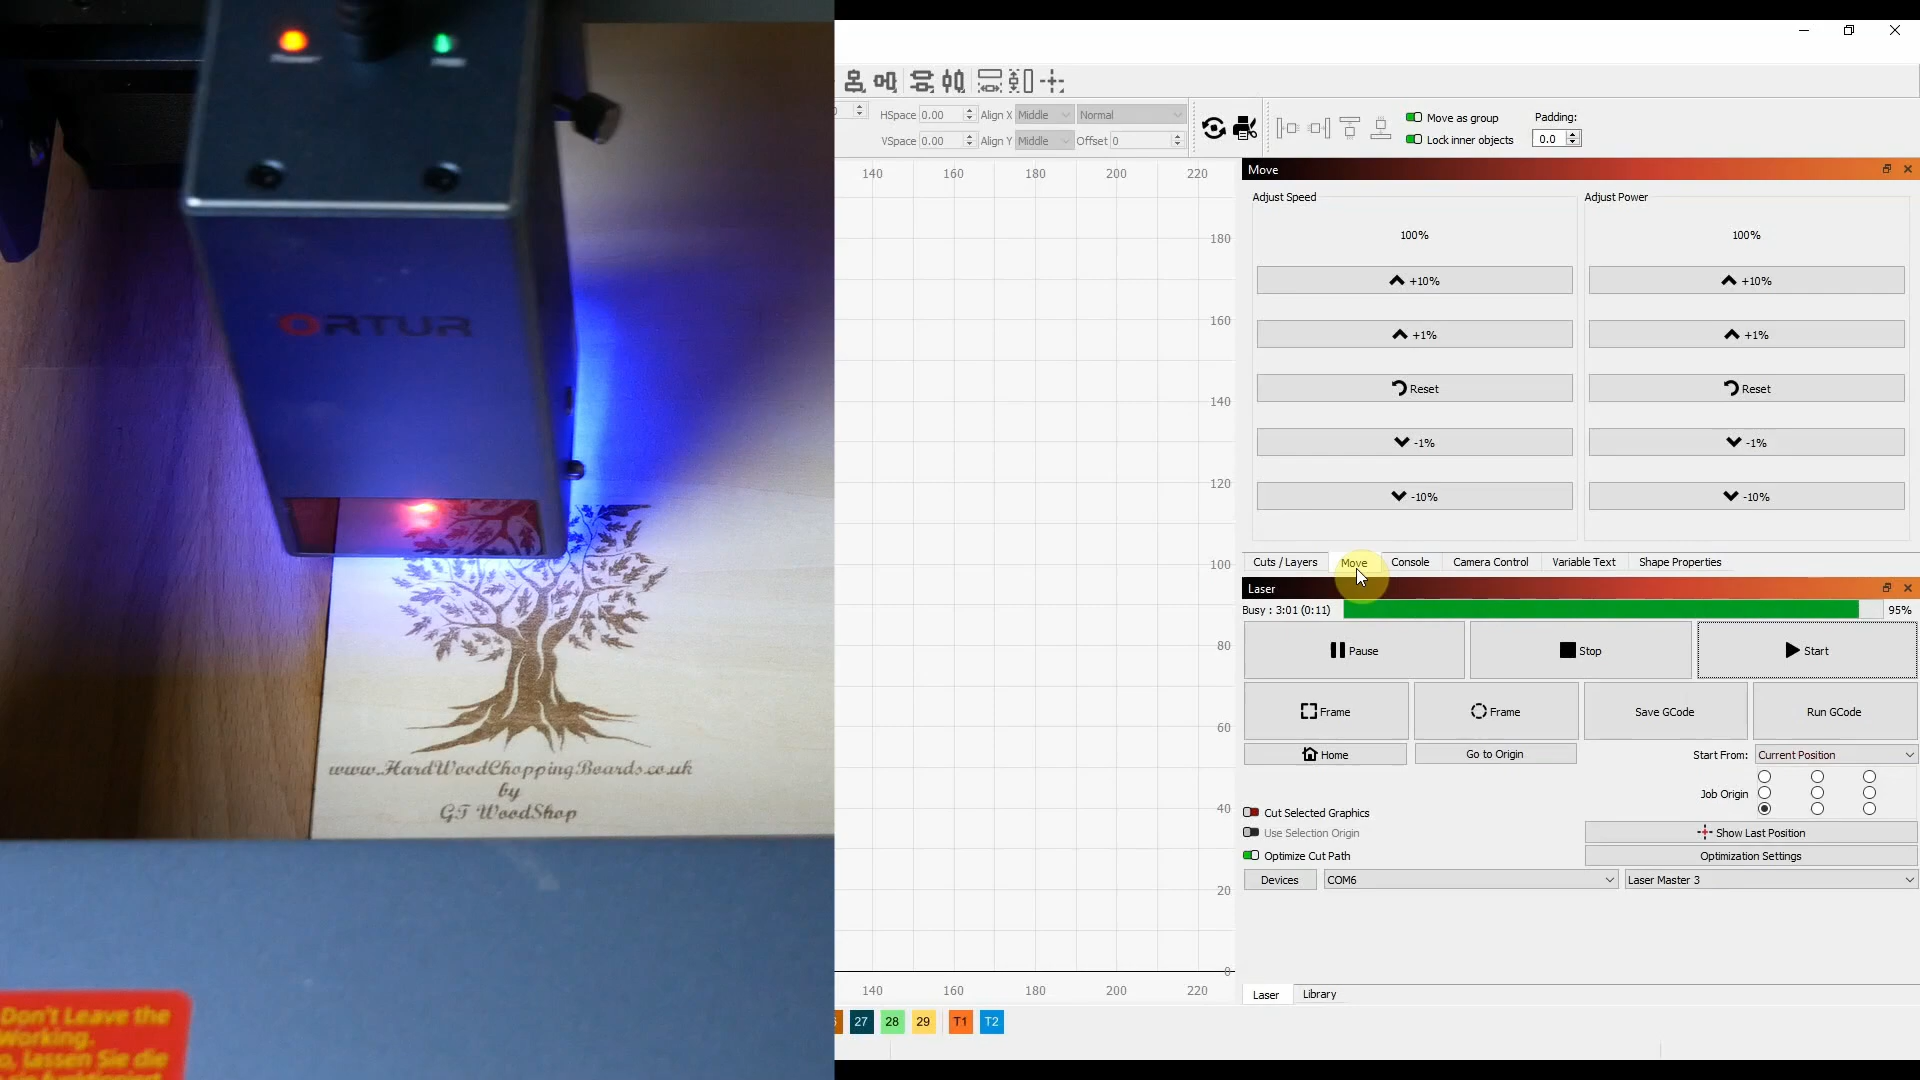 ORTUR
www.HardWoodChoppingBoards.co.uk
by
GT WoodShop
Don't Leave the
Working.
o, lassen Sie die
HSpace 0.00 Align X Middle Normal
VSpace 0.00 Align Y Middle Offset 0
Move as group
Lock inner objects
Padding:
0.0
140 160 180 200 220
180
160
140
120
100
80
60
40
20
0
140 160 180 200 220
27 28 29 T1 T2
Move
Adjust Speed Adjust Power
100% 100%
+10% +10%
+1% +1%
Reset Reset
-1% -1%
-10% -10%
Cuts / Layers Move Console Camera Control Variable Text Shape Properties
Laser
Busy : 3:01 (0:11) 95%
Pause Stop Start
Frame Frame Save GCode Run GCode
Home Go to Origin Start From: Current Position
Job Origin
Cut Selected Graphics
Use Selection Origin Show Last Position
Optimize Cut Path Optimization Settings
Devices COM6 Laser Master 3
Laser Library